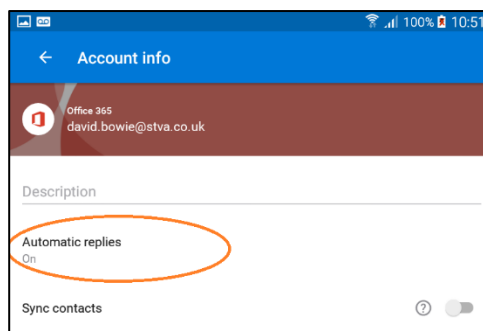 100% 10:51
Account info
Office 365
david.bowie@stva.co.uk
Description
Automatic replies
On
Sync contacts